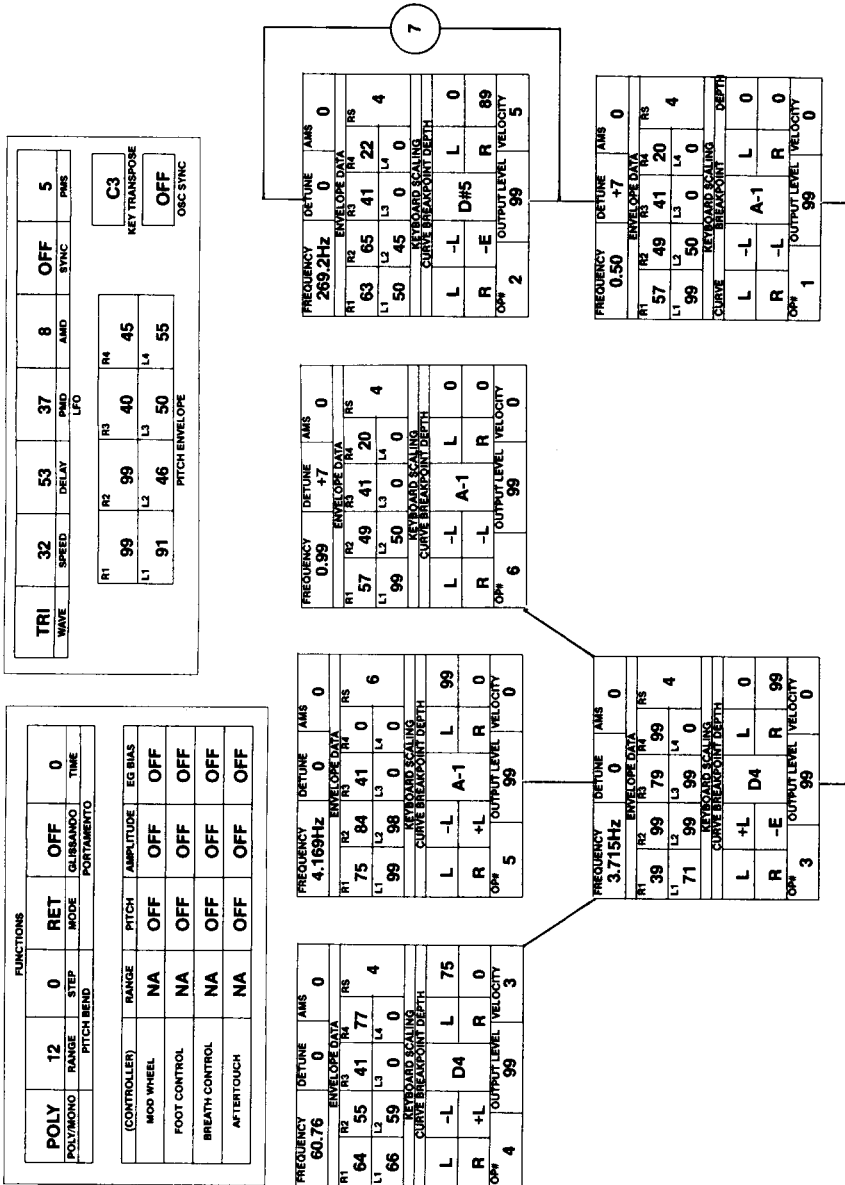 FUNCTIONS
POLY 12 0 RET OFF 0
POLY/MONO RANGE STEP MODE GLISSANDO TIME
PITCH BEND PORTAMENTO
(CONTROLLER) RANGE PITCH AMPLITUDE EG BIAS
MOD WHEEL NA OFF OFF OFF
FOOT CONTROL NA OFF OFF OFF
BREATH CONTROL NA OFF OFF OFF
AFTERTOUCH NA OFF OFF OFF
TRI 32 53 37 8 OFF 5
WAVE SPEED DELAY PMD AMD SYNC PMS
LFO
R1 99 R2 99 R3 40 R4 45
L1 91 L2 46 L3 50 L4 55
PITCH ENVELOPE
C3
KEY TRANSPOSE
OFF
OSC SYNC
FREQUENCY DETUNE AMS
60.76 0 0
ENVELOPE DATA
R1 64 R2 55 R3 41 R4 77 RS 4
L1 66 L2 59 L3 0 L4 0
KEYBOARD SCALING
CURVE BREAKPOINT DEPTH
L -L D4 L 75
R +L R 0
OP# OUTPUT LEVEL VELOCITY
4 99 3
FREQUENCY DETUNE AMS
4.169Hz 0 0
ENVELOPE DATA
R1 75 R2 84 R3 41 R4 0 RS 6
L1 99 L2 98 L3 0 L4 0
KEYBOARD SCALING
CURVE BREAKPOINT DEPTH
L -L A-1 L 99
R +L R 0
OP# OUTPUT LEVEL VELOCITY
5 99 0
FREQUENCY DETUNE AMS
0.99 +7 0
ENVELOPE DATA
R1 57 R2 49 R3 41 R4 20 RS 4
L1 99 L2 50 L3 0 L4 0
KEYBOARD SCALING
CURVE BREAKPOINT DEPTH
L -L A-1 L 0
R -L R 0
OP# OUTPUT LEVEL VELOCITY
6 99 0
FREQUENCY DETUNE AMS
269.2Hz 0 0
ENVELOPE DATA
R1 63 R2 65 R3 41 R4 22 RS 4
L1 50 L2 45 L3 0 L4 0
KEYBOARD SCALING
CURVE BREAKPOINT DEPTH
L -L D#5 L 0
R -E R 89
OP# OUTPUT LEVEL VELOCITY
2 99 5
7
FREQUENCY DETUNE AMS
3.715Hz 0 0
ENVELOPE DATA
R1 39 R2 99 R3 79 R4 99 RS 4
L1 71 L2 99 L3 99 L4 0
KEYBOARD SCALING
CURVE BREAKPOINT DEPTH
L +L D4 L 0
R -E R 99
OP# OUTPUT LEVEL VELOCITY
3 99 0
FREQUENCY DETUNE AMS
0.50 +7 0
ENVELOPE DATA
R1 57 R2 49 R3 41 R4 20 RS 4
L1 99 L2 50 L3 0 L4 0
KEYBOARD SCALING
CURVE BREAKPOINT DEPTH
L -L A-1 L 0
R -L R 0
OP# OUTPUT LEVEL VELOCITY
1 99 0